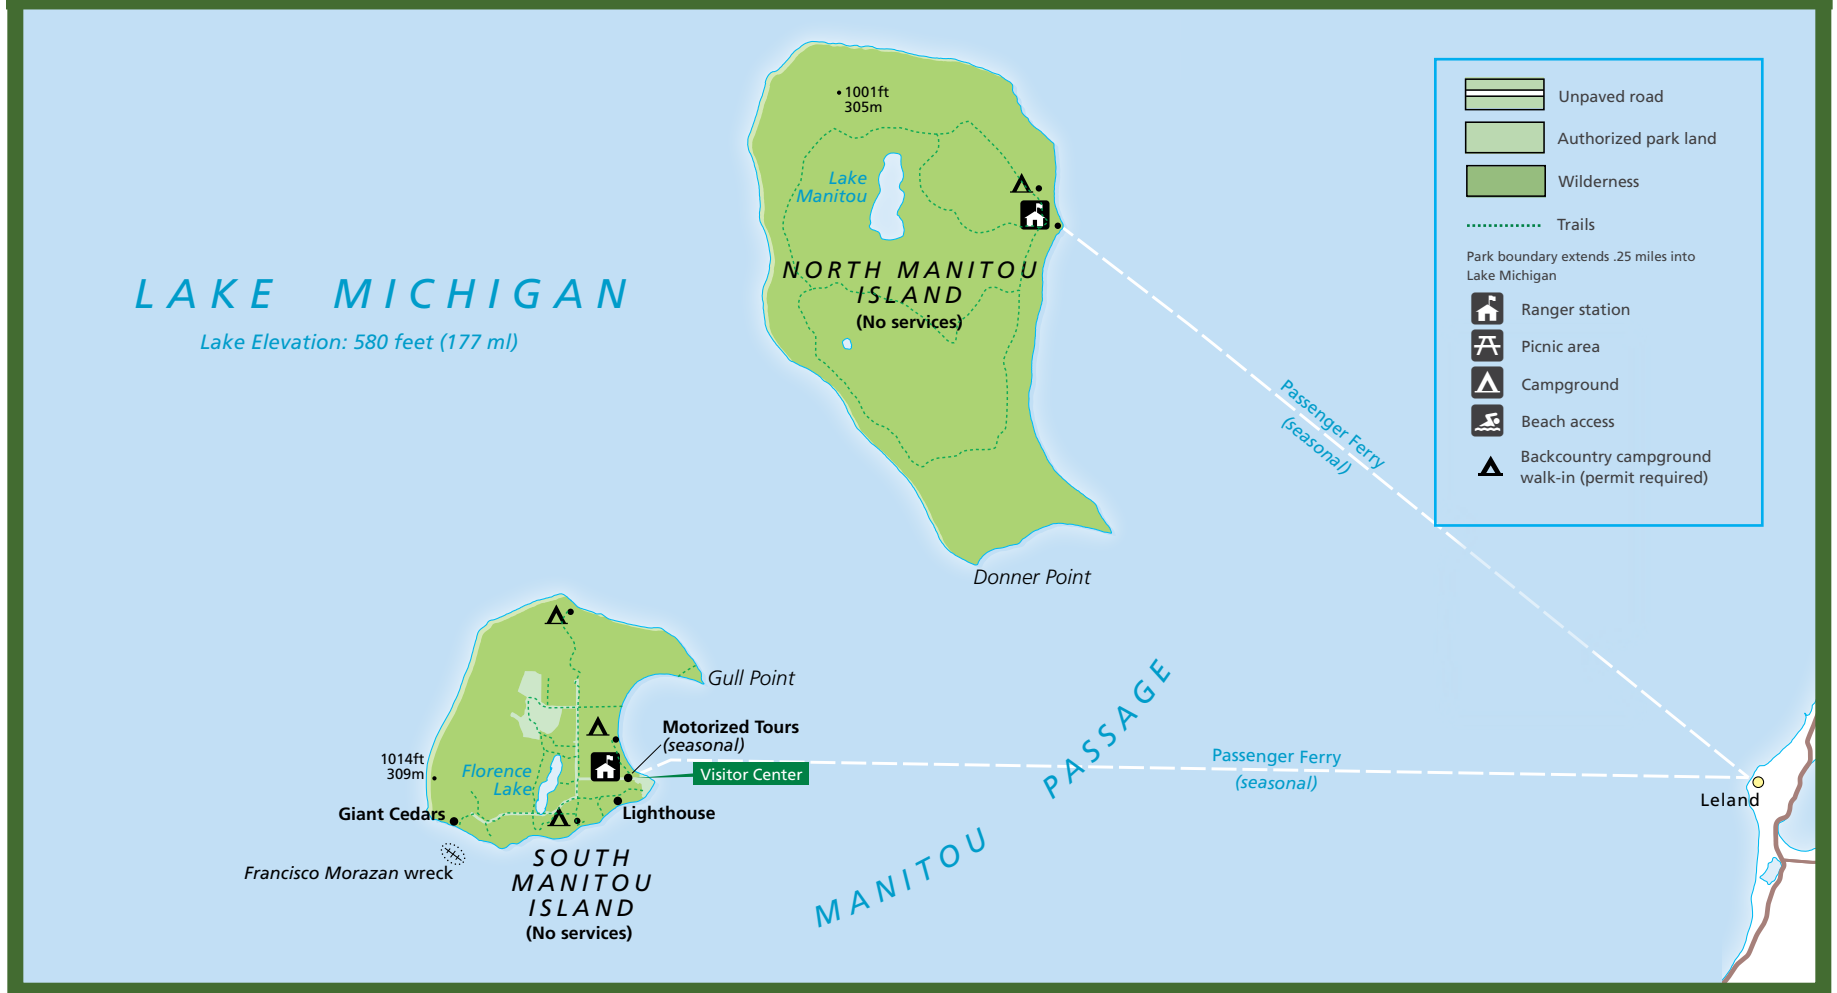 1001ft
305m
Lake
Manitou
NORTH MANITOU
ISLAND
(No services)
LAKE MICHIGAN
Lake Elevation: 580 feet (177 ml)
Donner Point
Passenger Ferry
(seasonal)
Unpaved road
Authorized park land
Wilderness
Trails
Park boundary extends .25 miles into
Lake Michigan
Ranger station
Picnic area
Campground
Beach access
Backcountry campground
walk-in (permit required)
Gull Point
Motorized Tours
(seasonal)
Visitor Center
1014ft
309m
Florence
Lake
Giant Cedars
Lighthouse
Francisco Morazan wreck
SOUTH
MANITOU
ISLAND
(No services)
MANITOU
PASSAGE
Passenger Ferry
(seasonal)
Leland